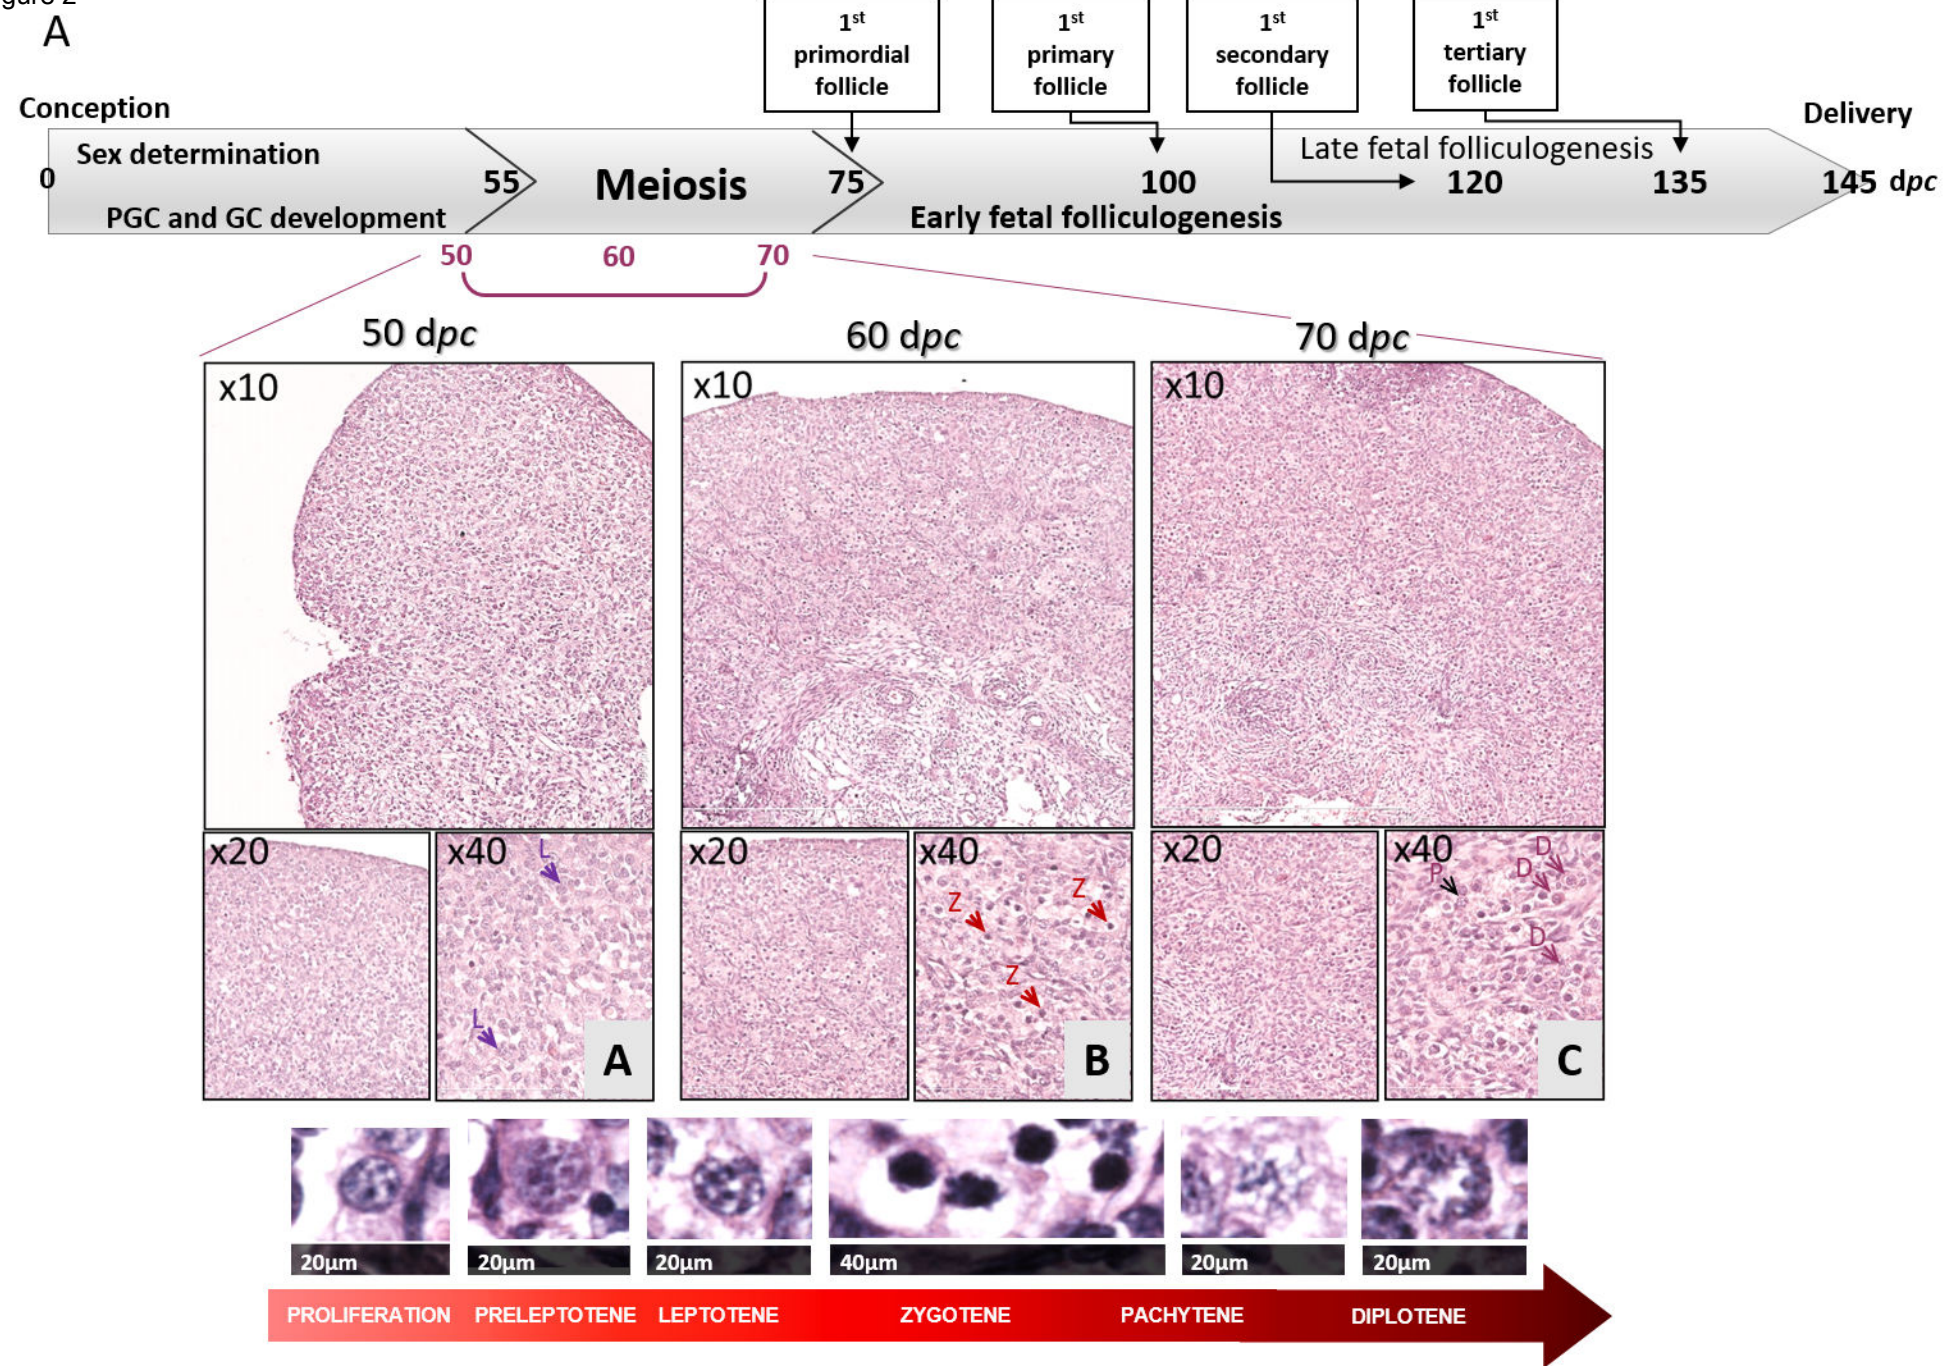 A
1st
primordial
follicle
1st
primary
follicle
1st
secondary
follicle
1st
tertiary
follicle
Conception
Delivery
Sex determination
Late fetal folliculogenesis
0
55
Meiosis
75
100
120
135
145 dpc
PGC and GC development
Early fetal folliculogenesis
50
60
70
50 dpc
60 dpc
70 dpc
x10
x10
x10
x20
x40
L
L
A
x20
x40
Z
Z
Z
B
x20
x40
P
D
D
D
C
20µm
20µm
20µm
40µm
20µm
20µm
PROLIFERATION
PRELEPTOTENE
LEPTOTENE
ZYGOTENE
PACHYTENE
DIPLOTENE